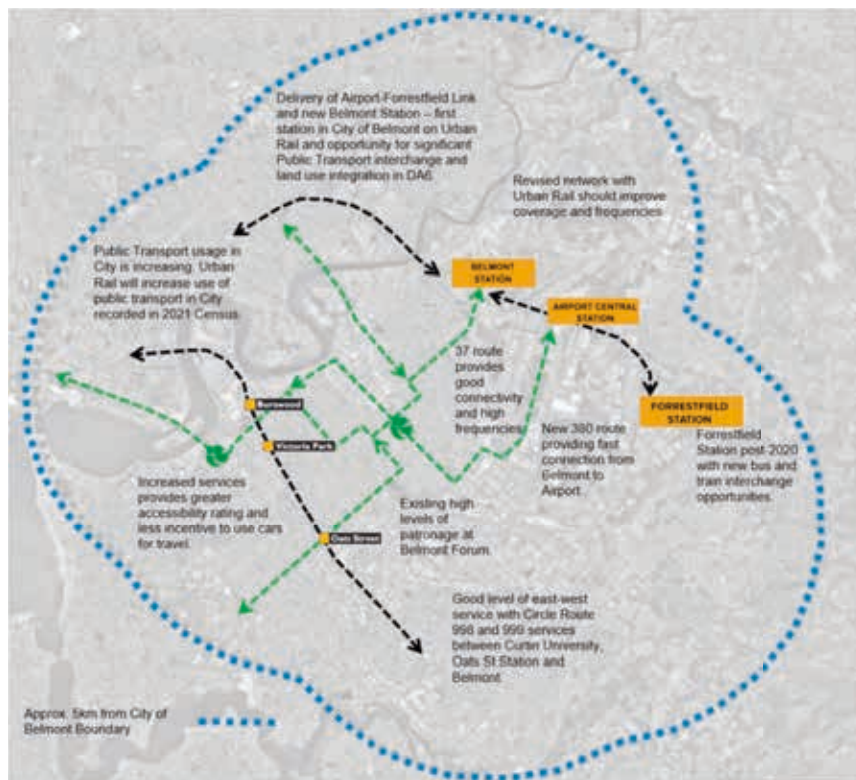 Delivery of Airport-Forrestfield Link
and new Belmont Station – first
station in City of Belmont on Urban
Rail and opportunity for significant
Public Transport interchange and
land use integration in DA6.
Revised network with
Urban Rail should improve
coverage and frequencies
Public Transport usage in
City is increasing. Urban
Rail will increase use of
public transport in City
recorded in 2021 Census.
BELMONT
STATION
AIRPORT CENTRAL
STATION
37 route
provides
good
connectivity
and high
frequencies
FORRESTFIELD
STATION
Burswood
Victoria Park
New 380 route
providing fast
connection from
Belmont to
Airport.
Forrestfield
Station post-2020
with new bus and
train interchange
opportunities.
Increased services
provides greater
accessibility rating and
less incentive to use cars
for travel.
Existing high
levels of
patronage at
Belmont Forum.
Oats Street
Good level of east-west
service with Circle Route
998 and 999 services
between Curtin University,
Oats St Station and
Belmont
Approx. 5km from City of
Belmont Boundary